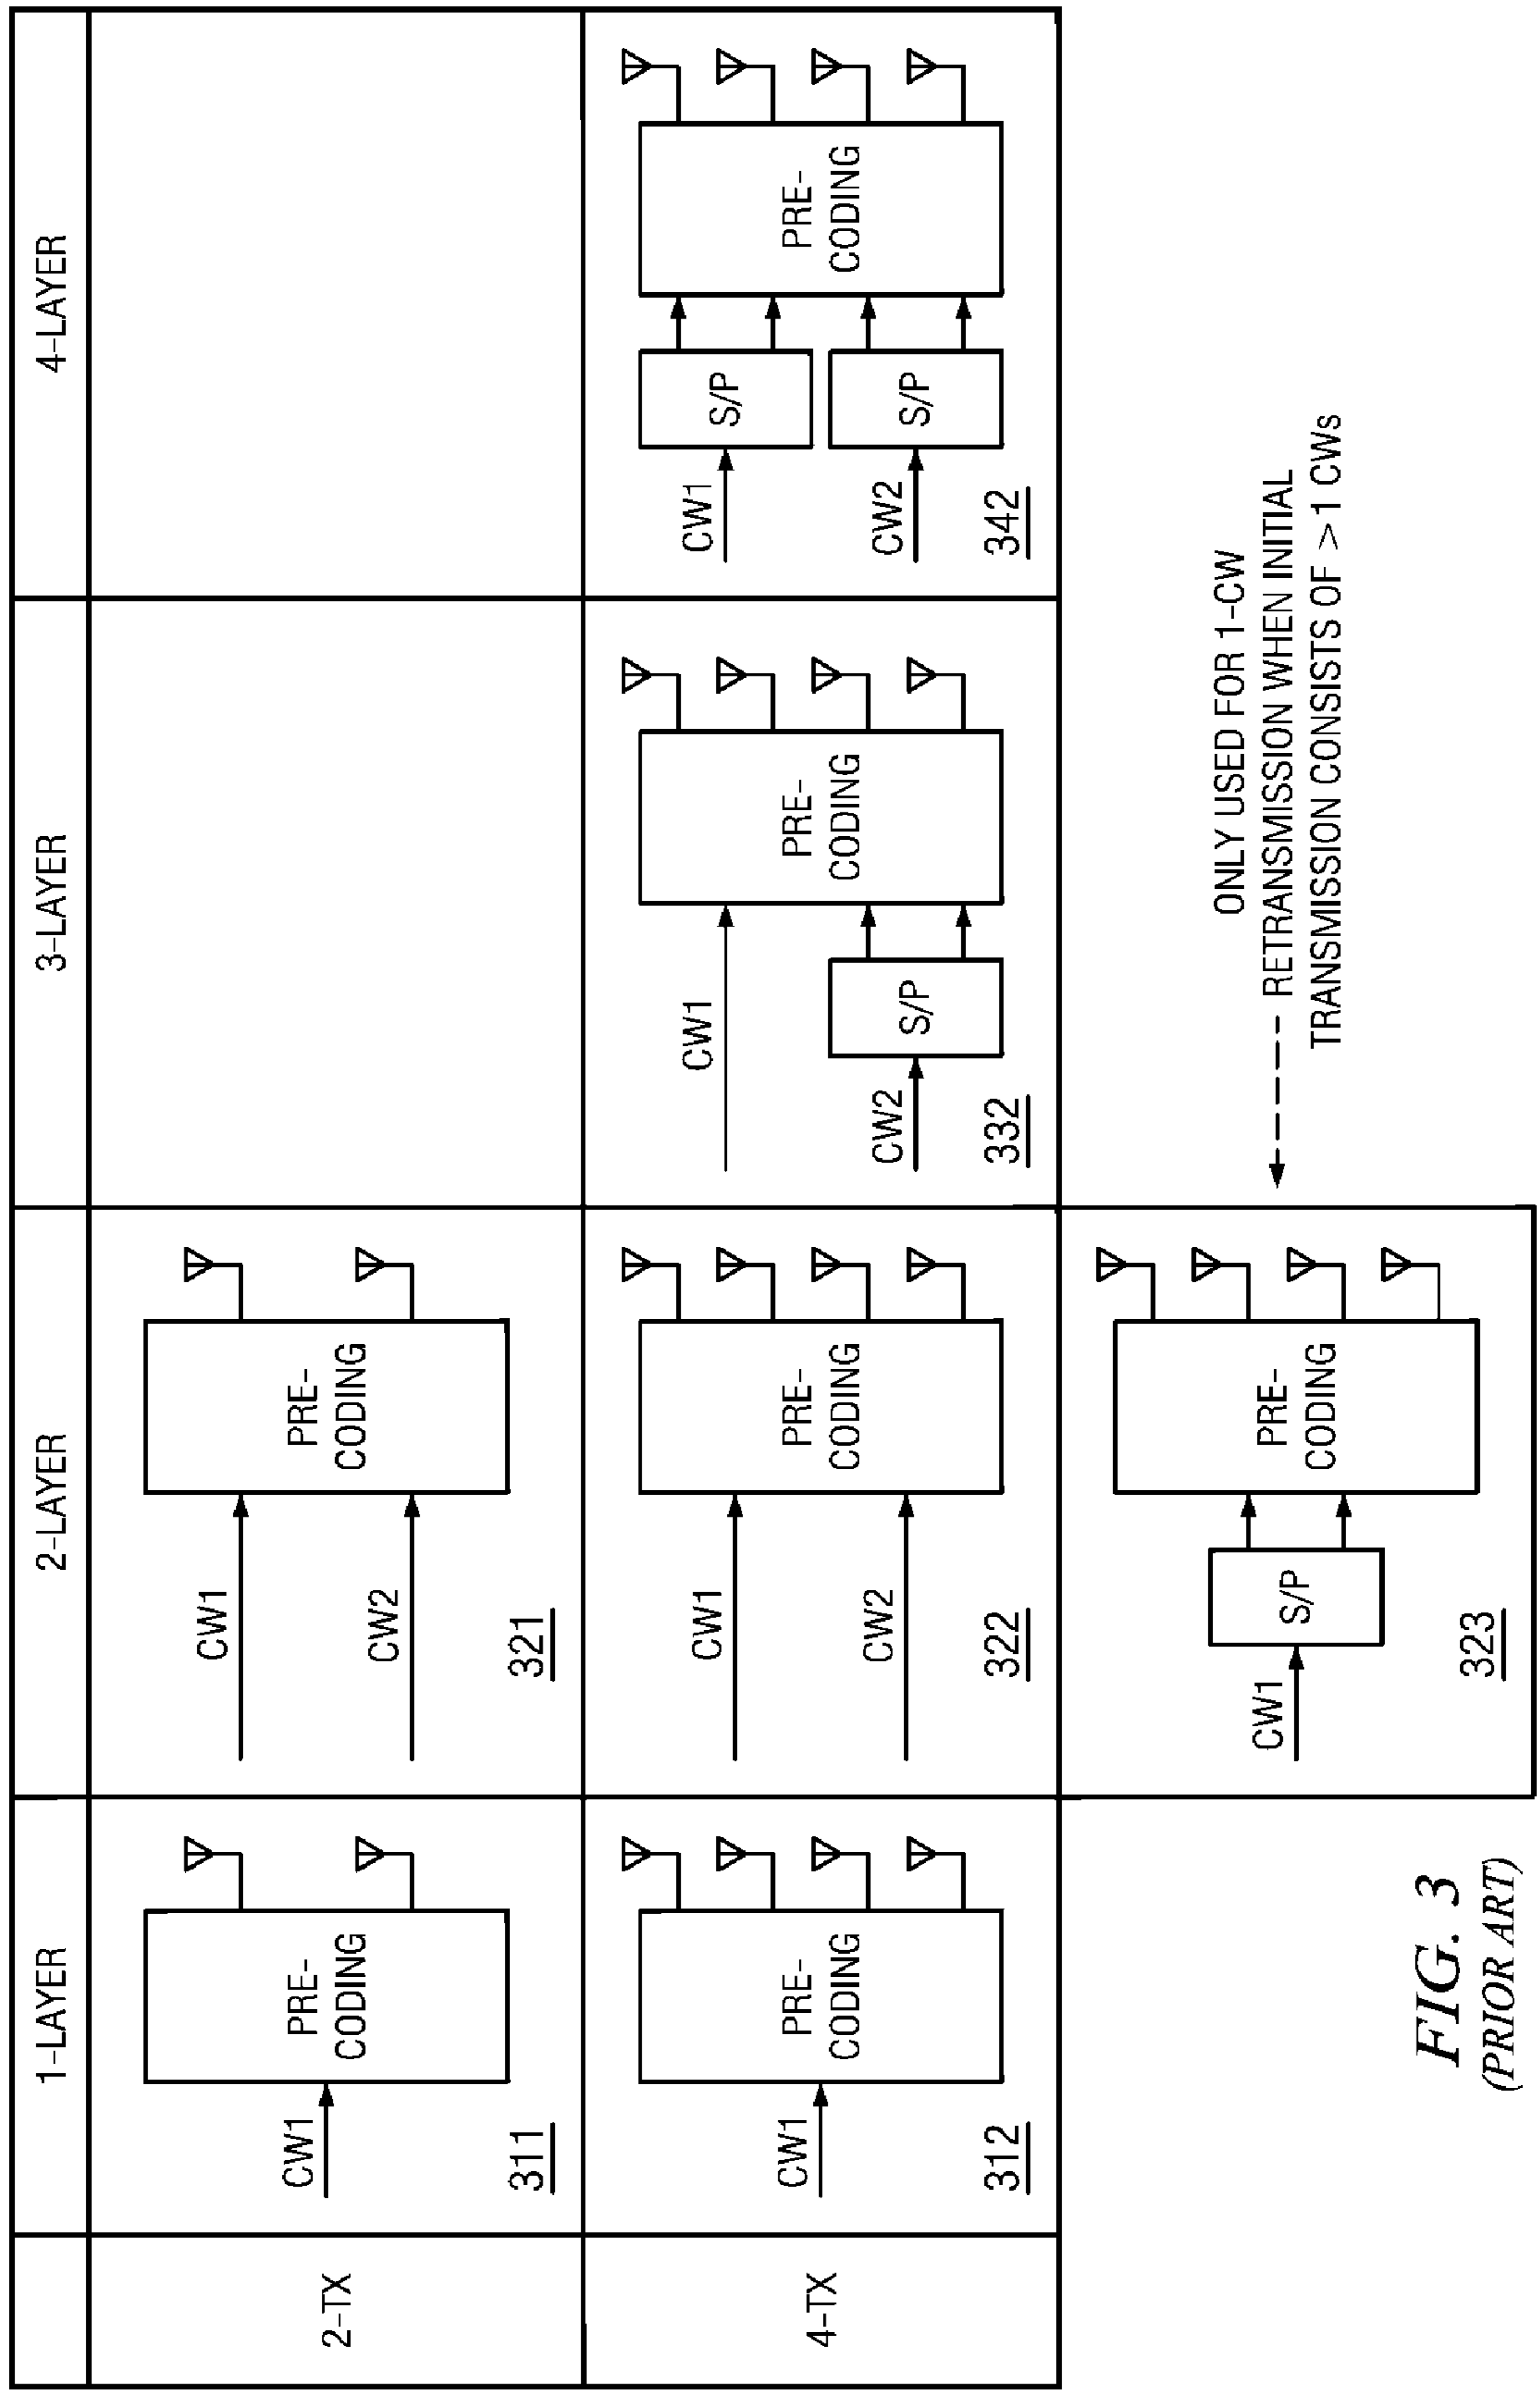 1-LAYER
2-LAYER
3-LAYER
4-LAYER
2-TX
CW1
PRE-
CODING
311
CW1
CW2
PRE-
CODING
321
4-TX
CW1
PRE-
CODING
312
CW1
CW2
PRE-
CODING
322
CW1
CW2
S/P
PRE-
CODING
332
CW1
CW2
S/P
S/P
PRE-
CODING
342
CW1
S/P
PRE-
CODING
323
ONLY USED FOR 1-CW
RETRANSMISSION WHEN INITIAL
TRANSMISSION CONSISTS OF >1 CWs
FIG. 3
(PRIOR ART)